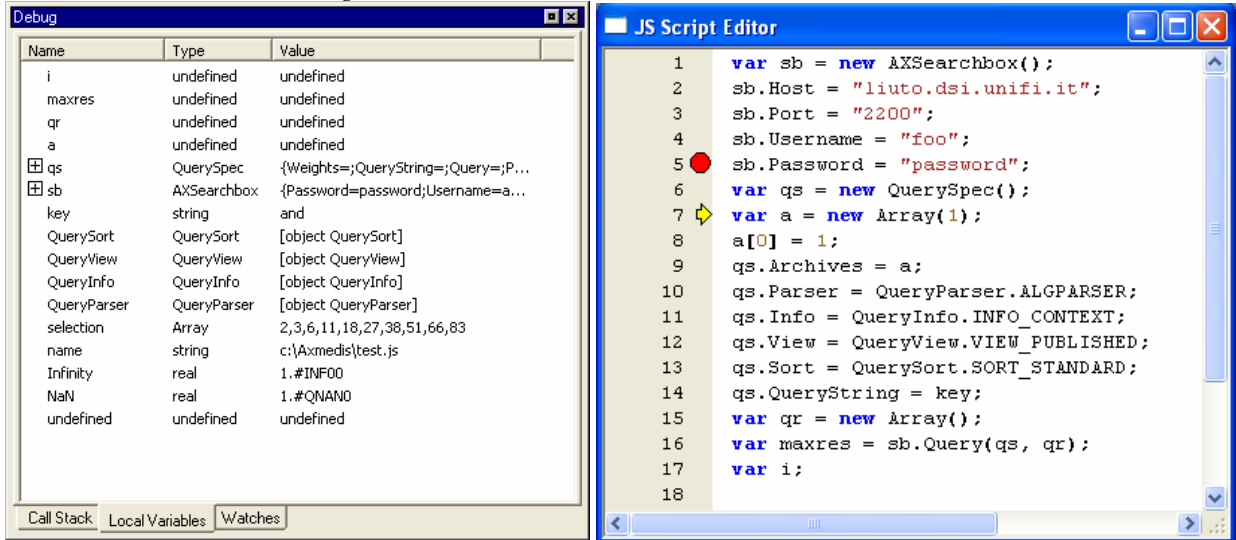 Debug
Name Type Value
i undefined undefined
maxres undefined undefined
qr undefined undefined
a undefined undefined
qs QuerySpec {Weights=;QueryString=;Query=;P...
sb AXSearchbox {Password=password;Username=a...
key string and
QuerySort QuerySort [object QuerySort]
QueryView QueryView [object QueryView]
QueryInfo QueryInfo [object QueryInfo]
QueryParser QueryParser [object QueryParser]
selection Array 2,3,6,11,18,27,38,51,66,83
name string c:\Axmedis\test.js
Infinity real 1.#INF00
NaN real 1.#QNAN0
undefined undefined undefined
Call Stack Local Variables Watches
JS Script Editor
1 var sb = new AXSearchbox();
2 sb.Host = "liuto.dsi.unifi.it";
3 sb.Port = "2200";
4 sb.Username = "foo";
5 sb.Password = "password";
6 var qs = new QuerySpec();
7 var a = new Array(1);
8 a[0] = 1;
9 qs.Archives = a;
10 qs.Parser = QueryParser.ALGPARSER;
11 qs.Info = QueryInfo.INFO_CONTEXT;
12 qs.View = QueryView.VIEW_PUBLISHED;
13 qs.Sort = QuerySort.SORT_STANDARD;
14 qs.QueryString = key;
15 var qr = new Array();
16 var maxres = sb.Query(qs, qr);
17 var i;
18